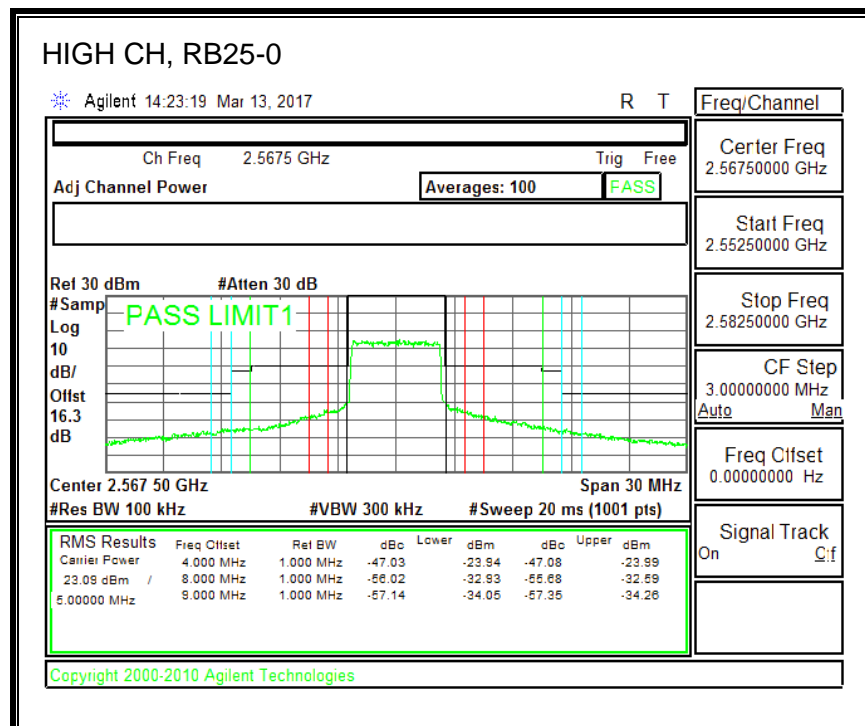 HIGH CH, RB25-0
Agilent 14:23:19 Mar 13, 2017 R T
Freq/Channel
Ch Freq 2.5675 GHz Trig Free
Adj Channel Power Averages: 100 PASS
Center Freq
2.56750000 GHz
Start Freq
2.55250000 GHz
Stop Freq
2.58250000 GHz
CF Step
3.00000000 MHz
Auto Man
Freq Offset
0.00000000 Hz
Signal Track
On Off
Ref 30 dBm #Atten 30 dB
#Samp
Log
10
dB/
Offst
16.3
dB
PASS LIMIT1
Center 2.567 50 GHz Span 30 MHz
#Res BW 100 kHz #VBW 300 kHz #Sweep 20 ms (1001 pts)
RMS Results Freq Offset Ref BW dBc Lower dBm dBc Upper dBm
Carrier Power 4.000 MHz 1.000 MHz -47.03 -23.94 -47.08 -23.99
23.09 dBm / 8.000 MHz 1.000 MHz -56.02 -32.93 -55.68 -32.59
5.00000 MHz 9.000 MHz 1.000 MHz -57.14 -34.05 -57.35 -34.26
Copyright 2000-2010 Agilent Technologies